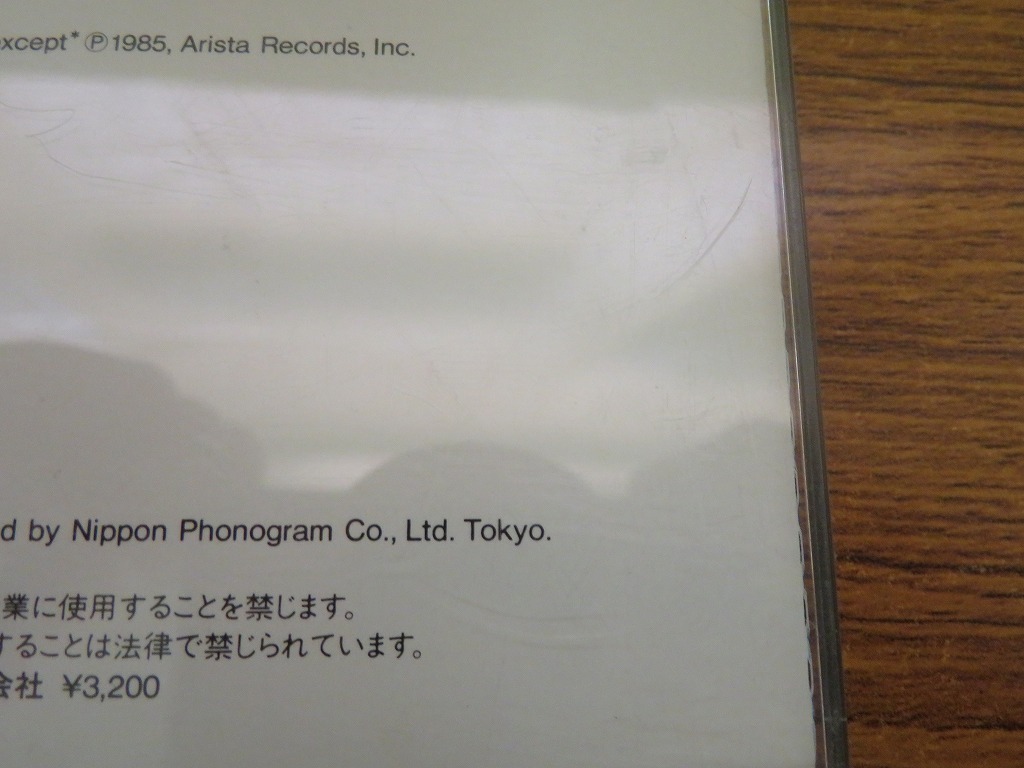 except* ℗1985, Arista Records, Inc.
d by Nippon Phonogram Co., Ltd. Tokyo.
業に使用することを禁じます。
することは法律で禁じられています。
会社 ¥3,200